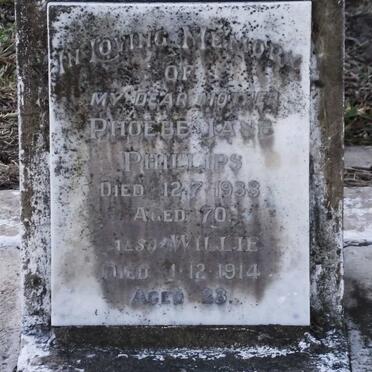 IN LOVING MEMORY
OF
MY DEAR MOTHER
PHOEBE JANE
PHILLIPS
DIED 12.7.1938
AGED 70.
ALSO WILLIE
DIED 1.12.1914
AGED 23.